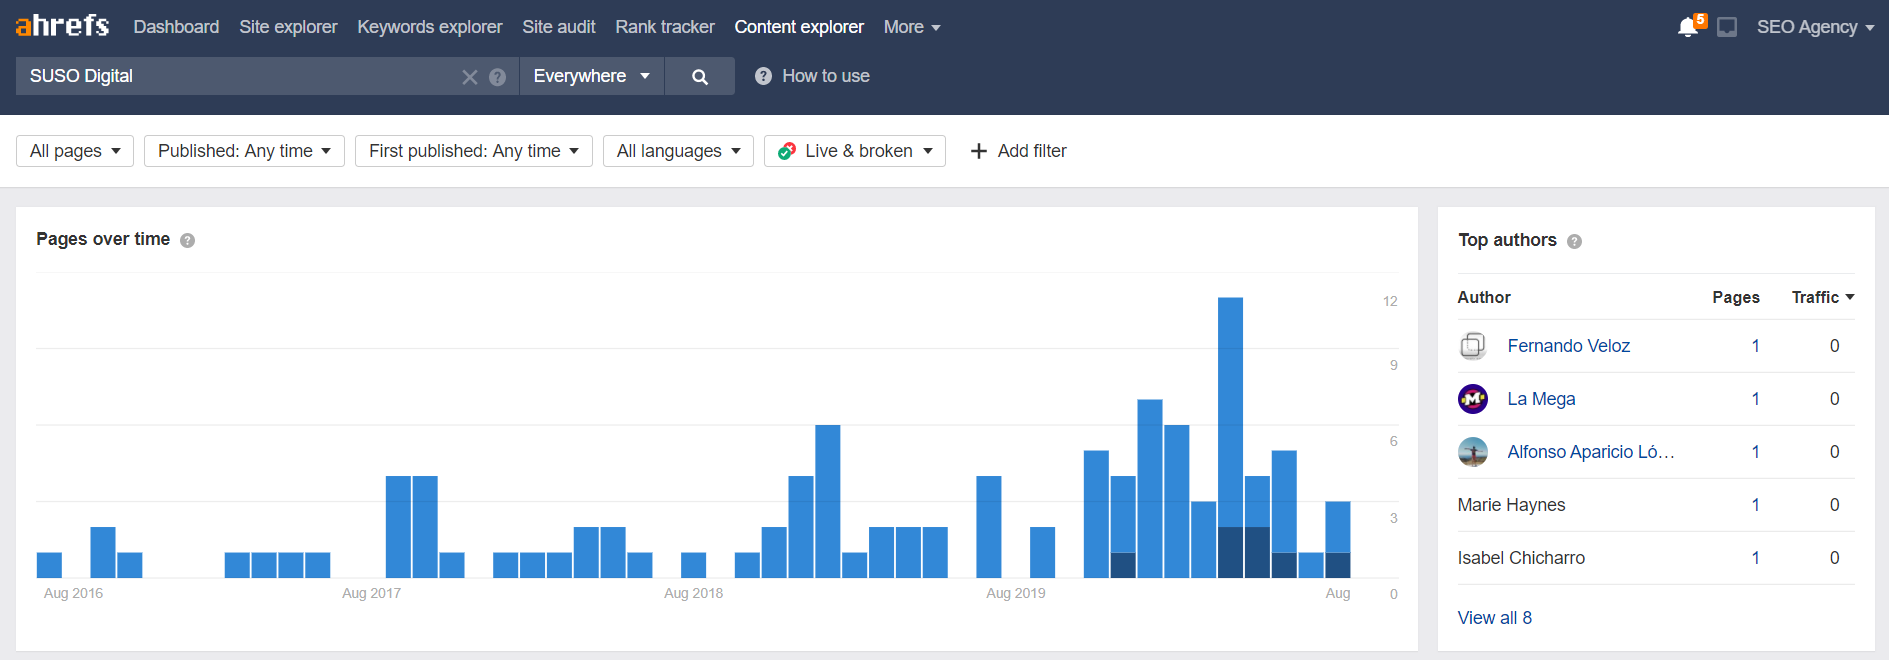 ahrefs Dashboard Site explorer Keywords explorer Site audit Rank tracker Content explorer More 5 SEO Agency
SUSO Digital ? Everywhere ? How to use
All pages Published: Any time First published: Any time All languages Live & broken + Add filter
Pages over time ?
12
9
6
3
0
Aug 2016 Aug 2017 Aug 2018 Aug 2019 Aug
Top authors ?
Author Pages Traffic
Fernando Veloz 1 0
La Mega 1 0
Alfonso Aparicio Ló… 1 0
Marie Haynes 1 0
Isabel Chicharro 1 0
View all 8